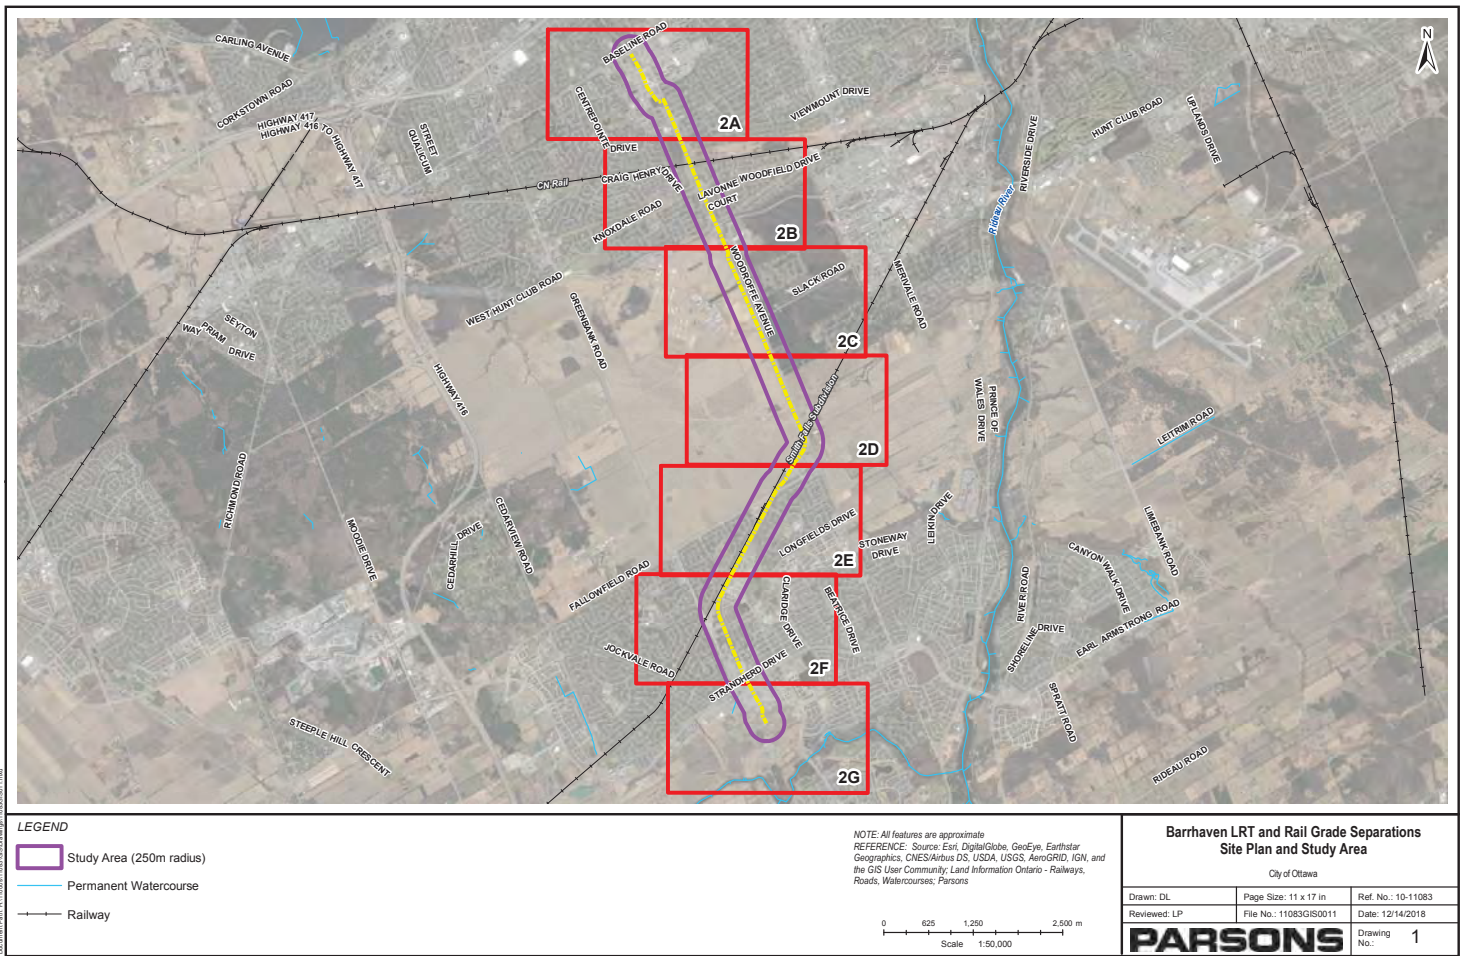 N
CARLING AVENUE
CORKSTOWN ROAD
HIGHWAY 417
HIGHWAY 416
TO HIGHWAY 417
STREET
QUALICUM
BASELINE ROAD
CENTREPOINTE
DRIVE
2A
VIEWMOUNT DRIVE
HUNT CLUB ROAD
UPLANDS DRIVE
RIVERSIDE DRIVE
CN Rail
CRAIG HENRY
DRIVE
LAVONNE WOODFIELD DRIVE
COURT
KNOXDALE ROAD
2B
Rideau River
WEST HUNT CLUB ROAD
GREENBANK ROAD
WOODROFFE AVENUE
SLACK ROAD
MERIVALE ROAD
2C
SEYTON
PRIAM
WAY
DRIVE
HIGHWAY 416
Smith Falls Subdivision
PRINCE OF
WALES DRIVE
LEITRIM ROAD
2D
RICHMOND ROAD
MOODIE DRIVE
CEDARHILL DRIVE
CEDARVIEW ROAD
LONGFIELDS DRIVE
STONEWAY
DRIVE
LEIKIN DRIVE
LIMEBANK ROAD
CANYON WALK DRIVE
2E
FALLOWFIELD ROAD
CLARIDGE DRIVE
BEATRICE DRIVE
RIVER ROAD
SHORELINE DRIVE
EARL ARMSTRONG ROAD
JOCKVALE ROAD
STRANDHERD DRIVE
2F
SPRATT ROAD
STEEPLE HILL CRESCENT
RIDEAU ROAD
2G
LEGEND
Study Area (250m radius)
Permanent Watercourse
Railway
NOTE: All features are approximate
REFERENCE: Source: Esri, DigitalGlobe, GeoEye, Earthstar
Geographics, CNES/Airbus DS, USDA, USGS, AeroGRID, IGN, and
the GIS User Community; Land Information Ontario - Railways,
Roads, Watercourses; Parsons
0 625 1,250 2,500 m
Scale 1:50,000
Barrhaven LRT and Rail Grade Separations
Site Plan and Study Area
City of Ottawa
Drawn: DL Page Size: 11 x 17 in Ref. No.: 10-11083
Reviewed: LP File No.: 11083GIS0011 Date: 12/14/2018
PARSONS
Drawing
No.: 1